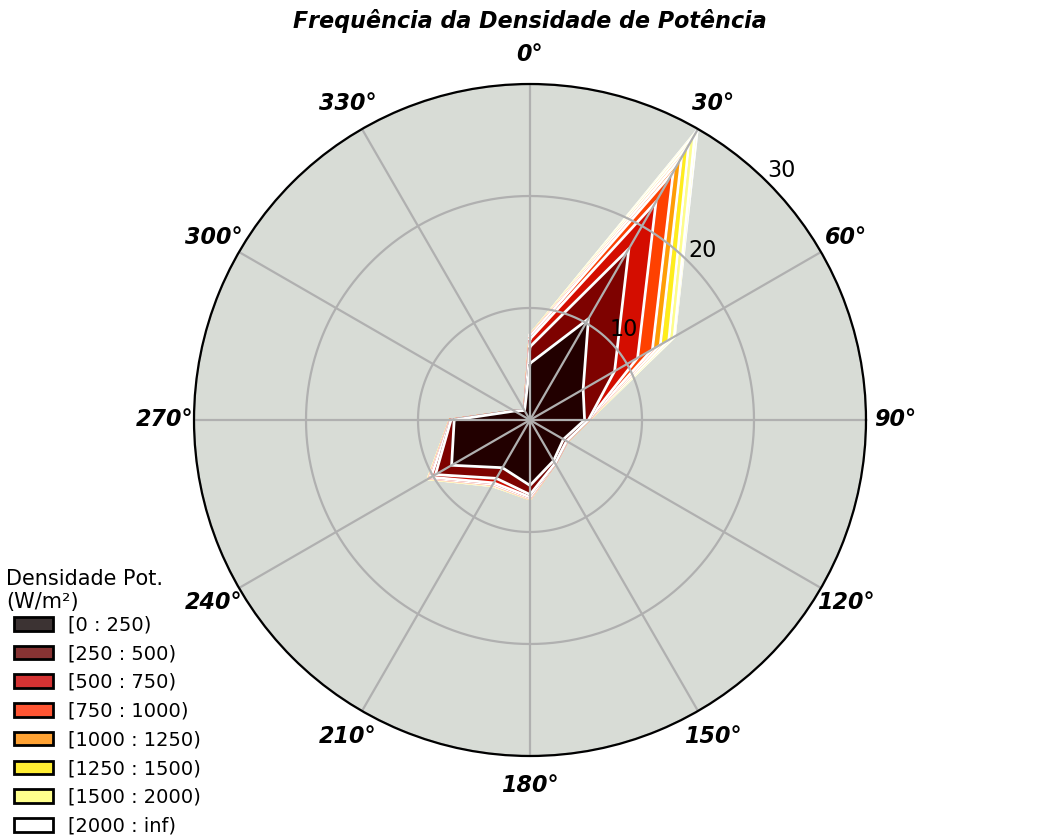 Frequência da Densidade de Potência
0°
330°
30°
30
300°
60°
20
10
270°
90°
240°
120°
210°
150°
180°
Densidade Pot.
(W/m²)
[0 : 250)
[250 : 500)
[500 : 750)
[750 : 1000)
[1000 : 1250)
[1250 : 1500)
[1500 : 2000)
[2000 : inf)